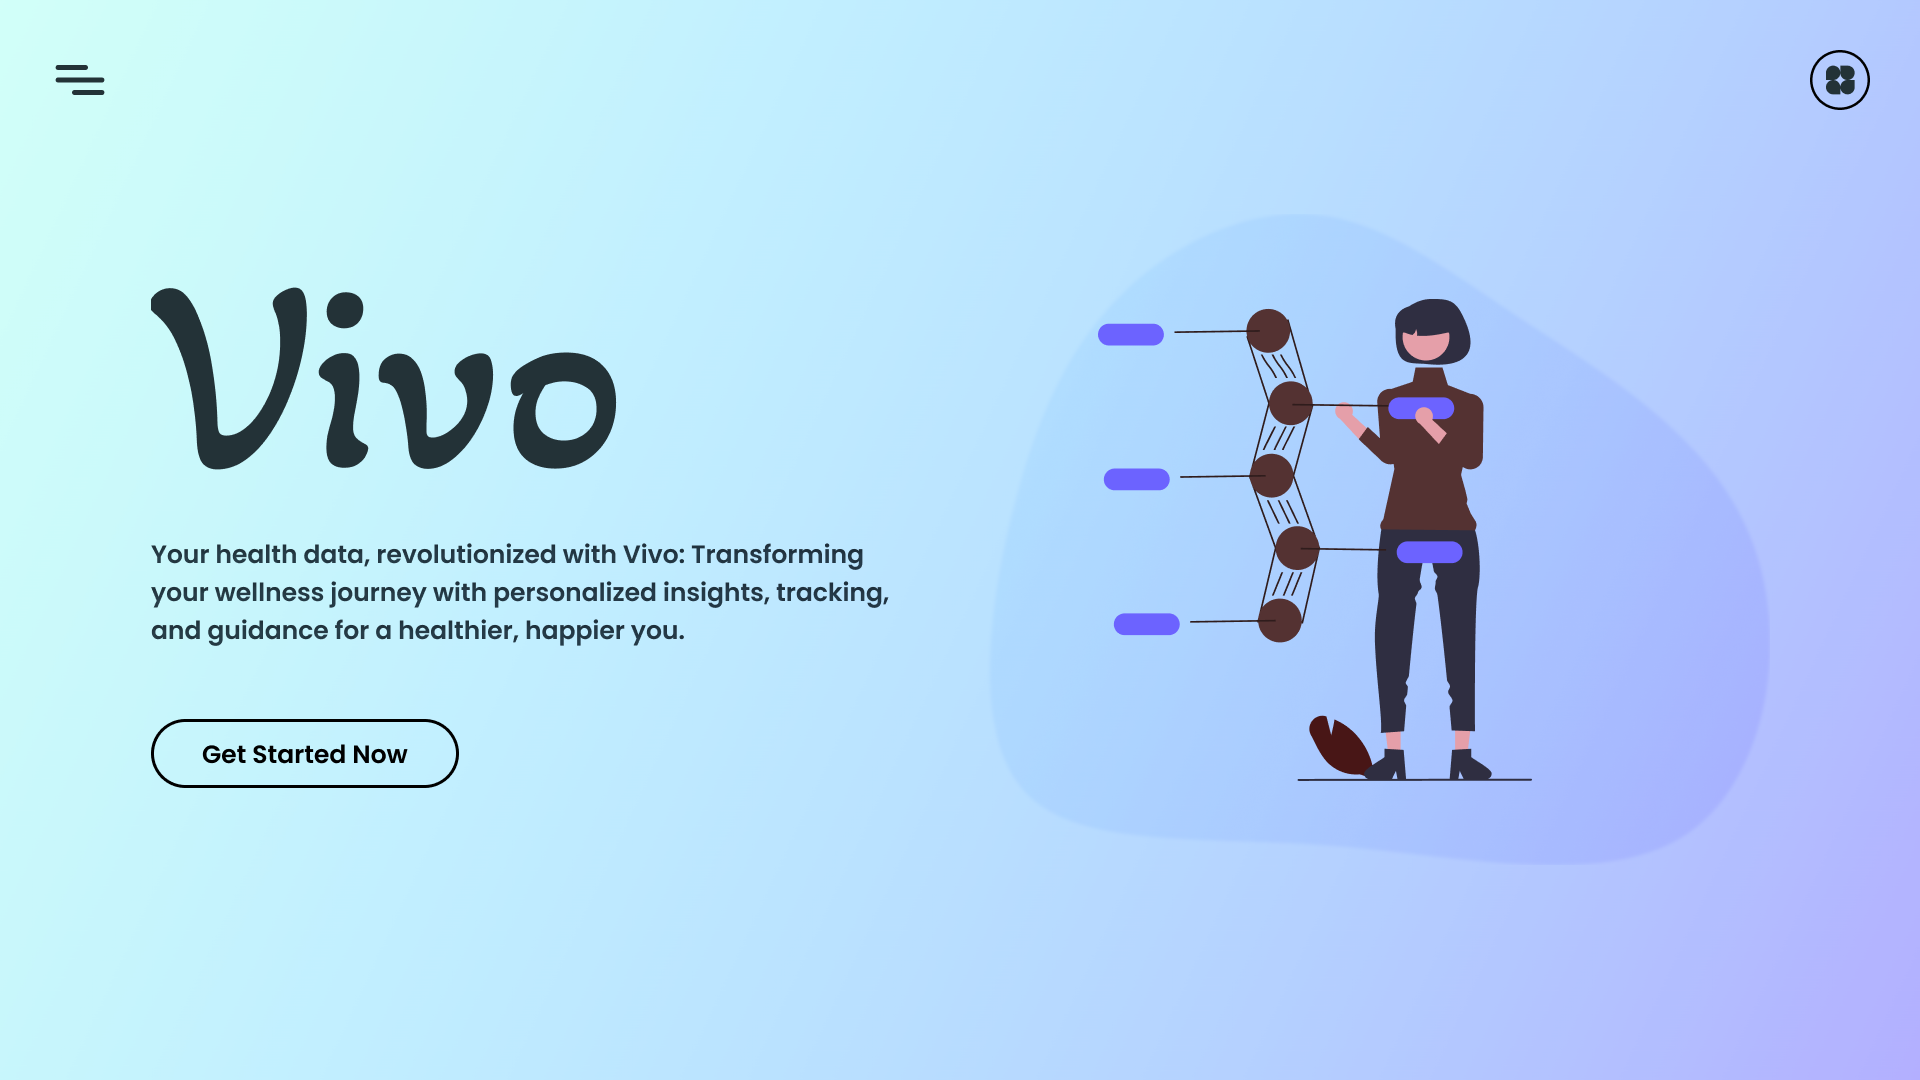 Vivo
Your health data, revolutionized with Vivo: Transforming
your wellness journey with personalized insights, tracking,
and guidance for a healthier, happier you.
Get Started Now